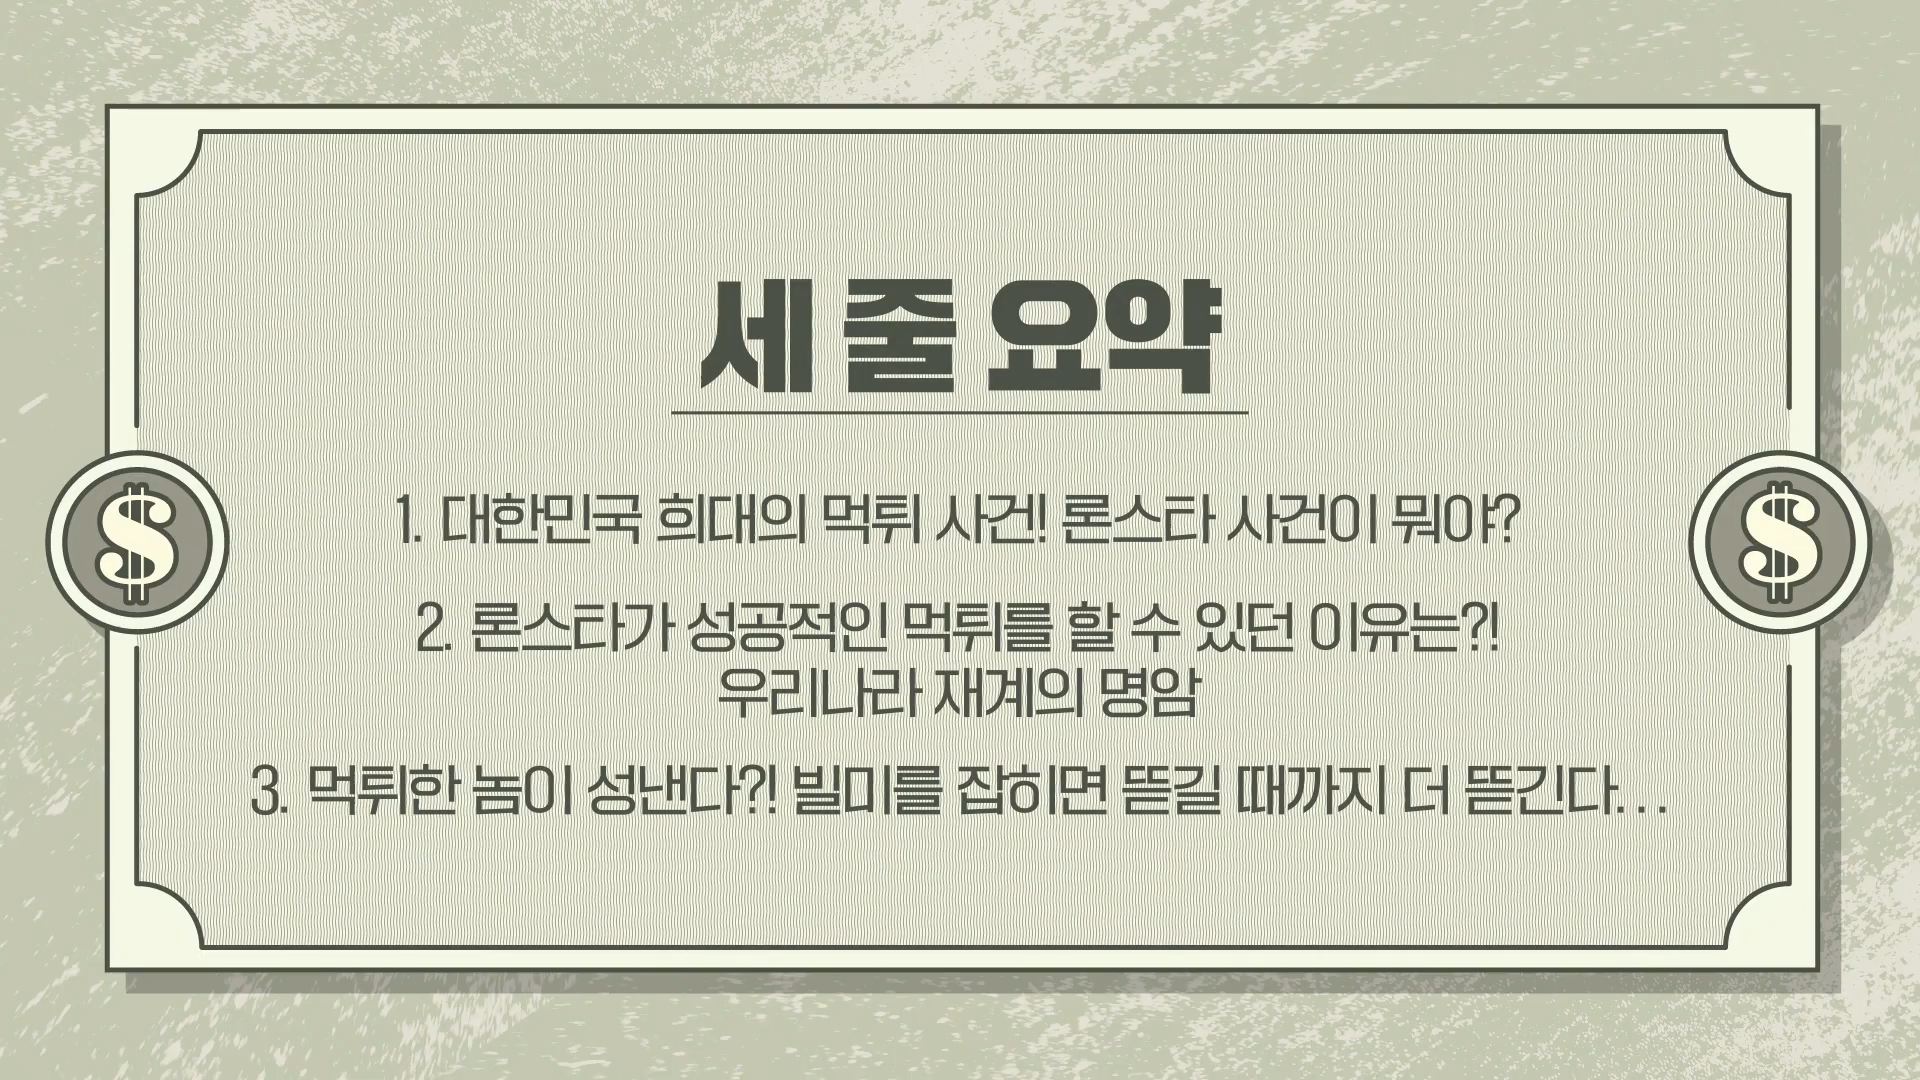 세 줄 요약
1. 대한민국 희대의 먹튀 사건! 론스타 사건이 뭐야?
2. 론스타가 성공적인 먹튀를 할 수 있던 이유는?!
우리나라 재계의 명암
3. 먹튀한 놈이 성낸다?! 빌미를 잡히면 뜯길 때까지 더 뜯긴다...
$
$